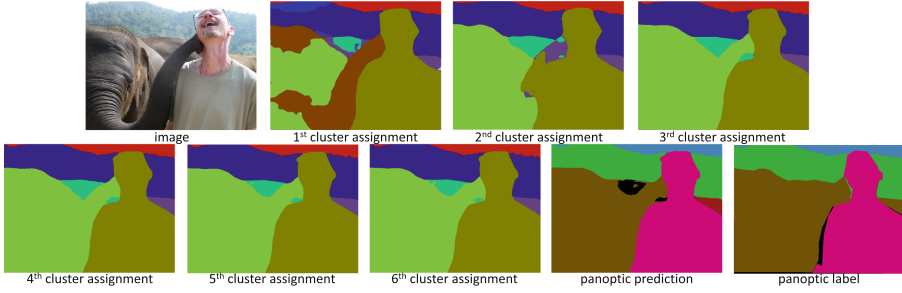 image
1st cluster assignment
2nd cluster assignment
3rd cluster assignment
4th cluster assignment
5th cluster assignment
6th cluster assignment
panoptic prediction
panoptic label